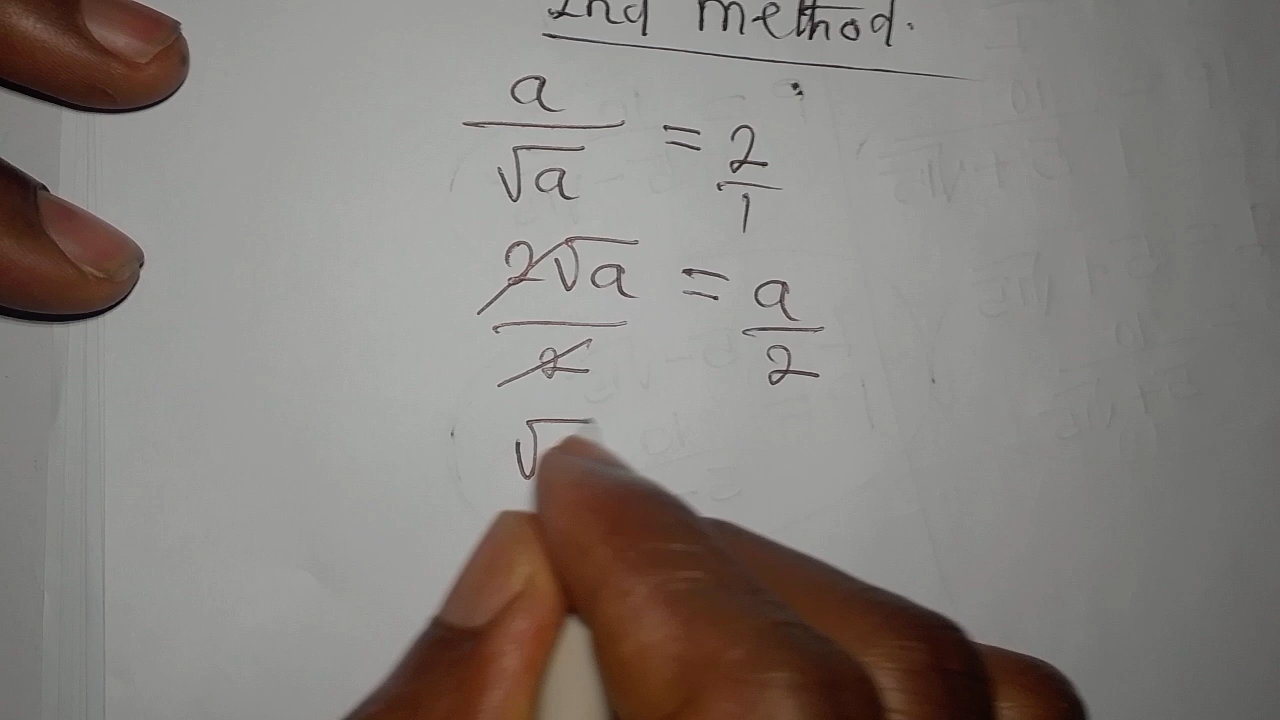 2nd method.
a/√a = 2/1
2√a/2 = a/2
√